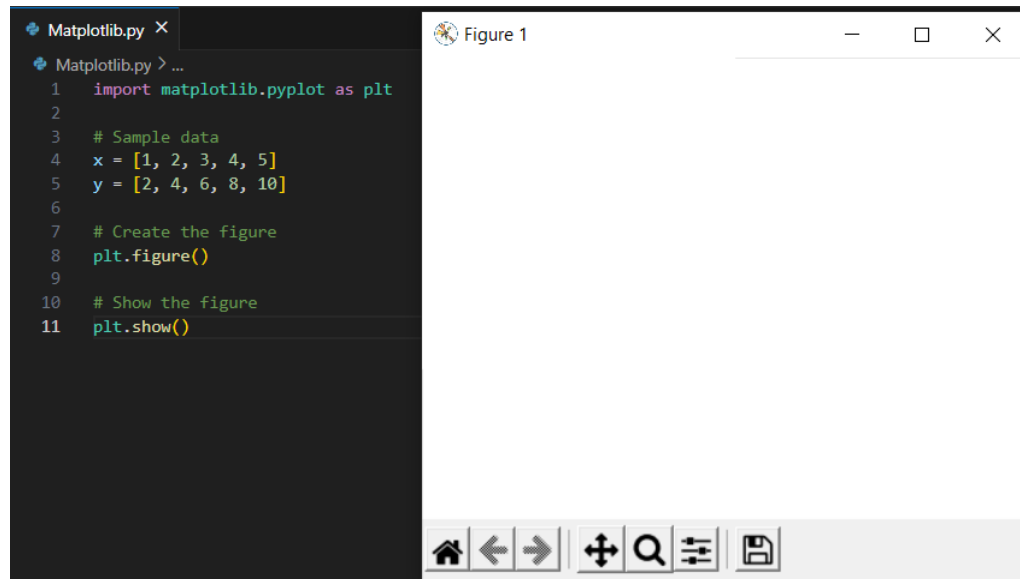 Matplotlib.py
Matplotlib.py > ...
1 import matplotlib.pyplot as plt
2
3 # Sample data
4 x = [1, 2, 3, 4, 5]
5 y = [2, 4, 6, 8, 10]
6
7 # Create the figure
8 plt.figure()
9
10 # Show the figure
11 plt.show()
Figure 1